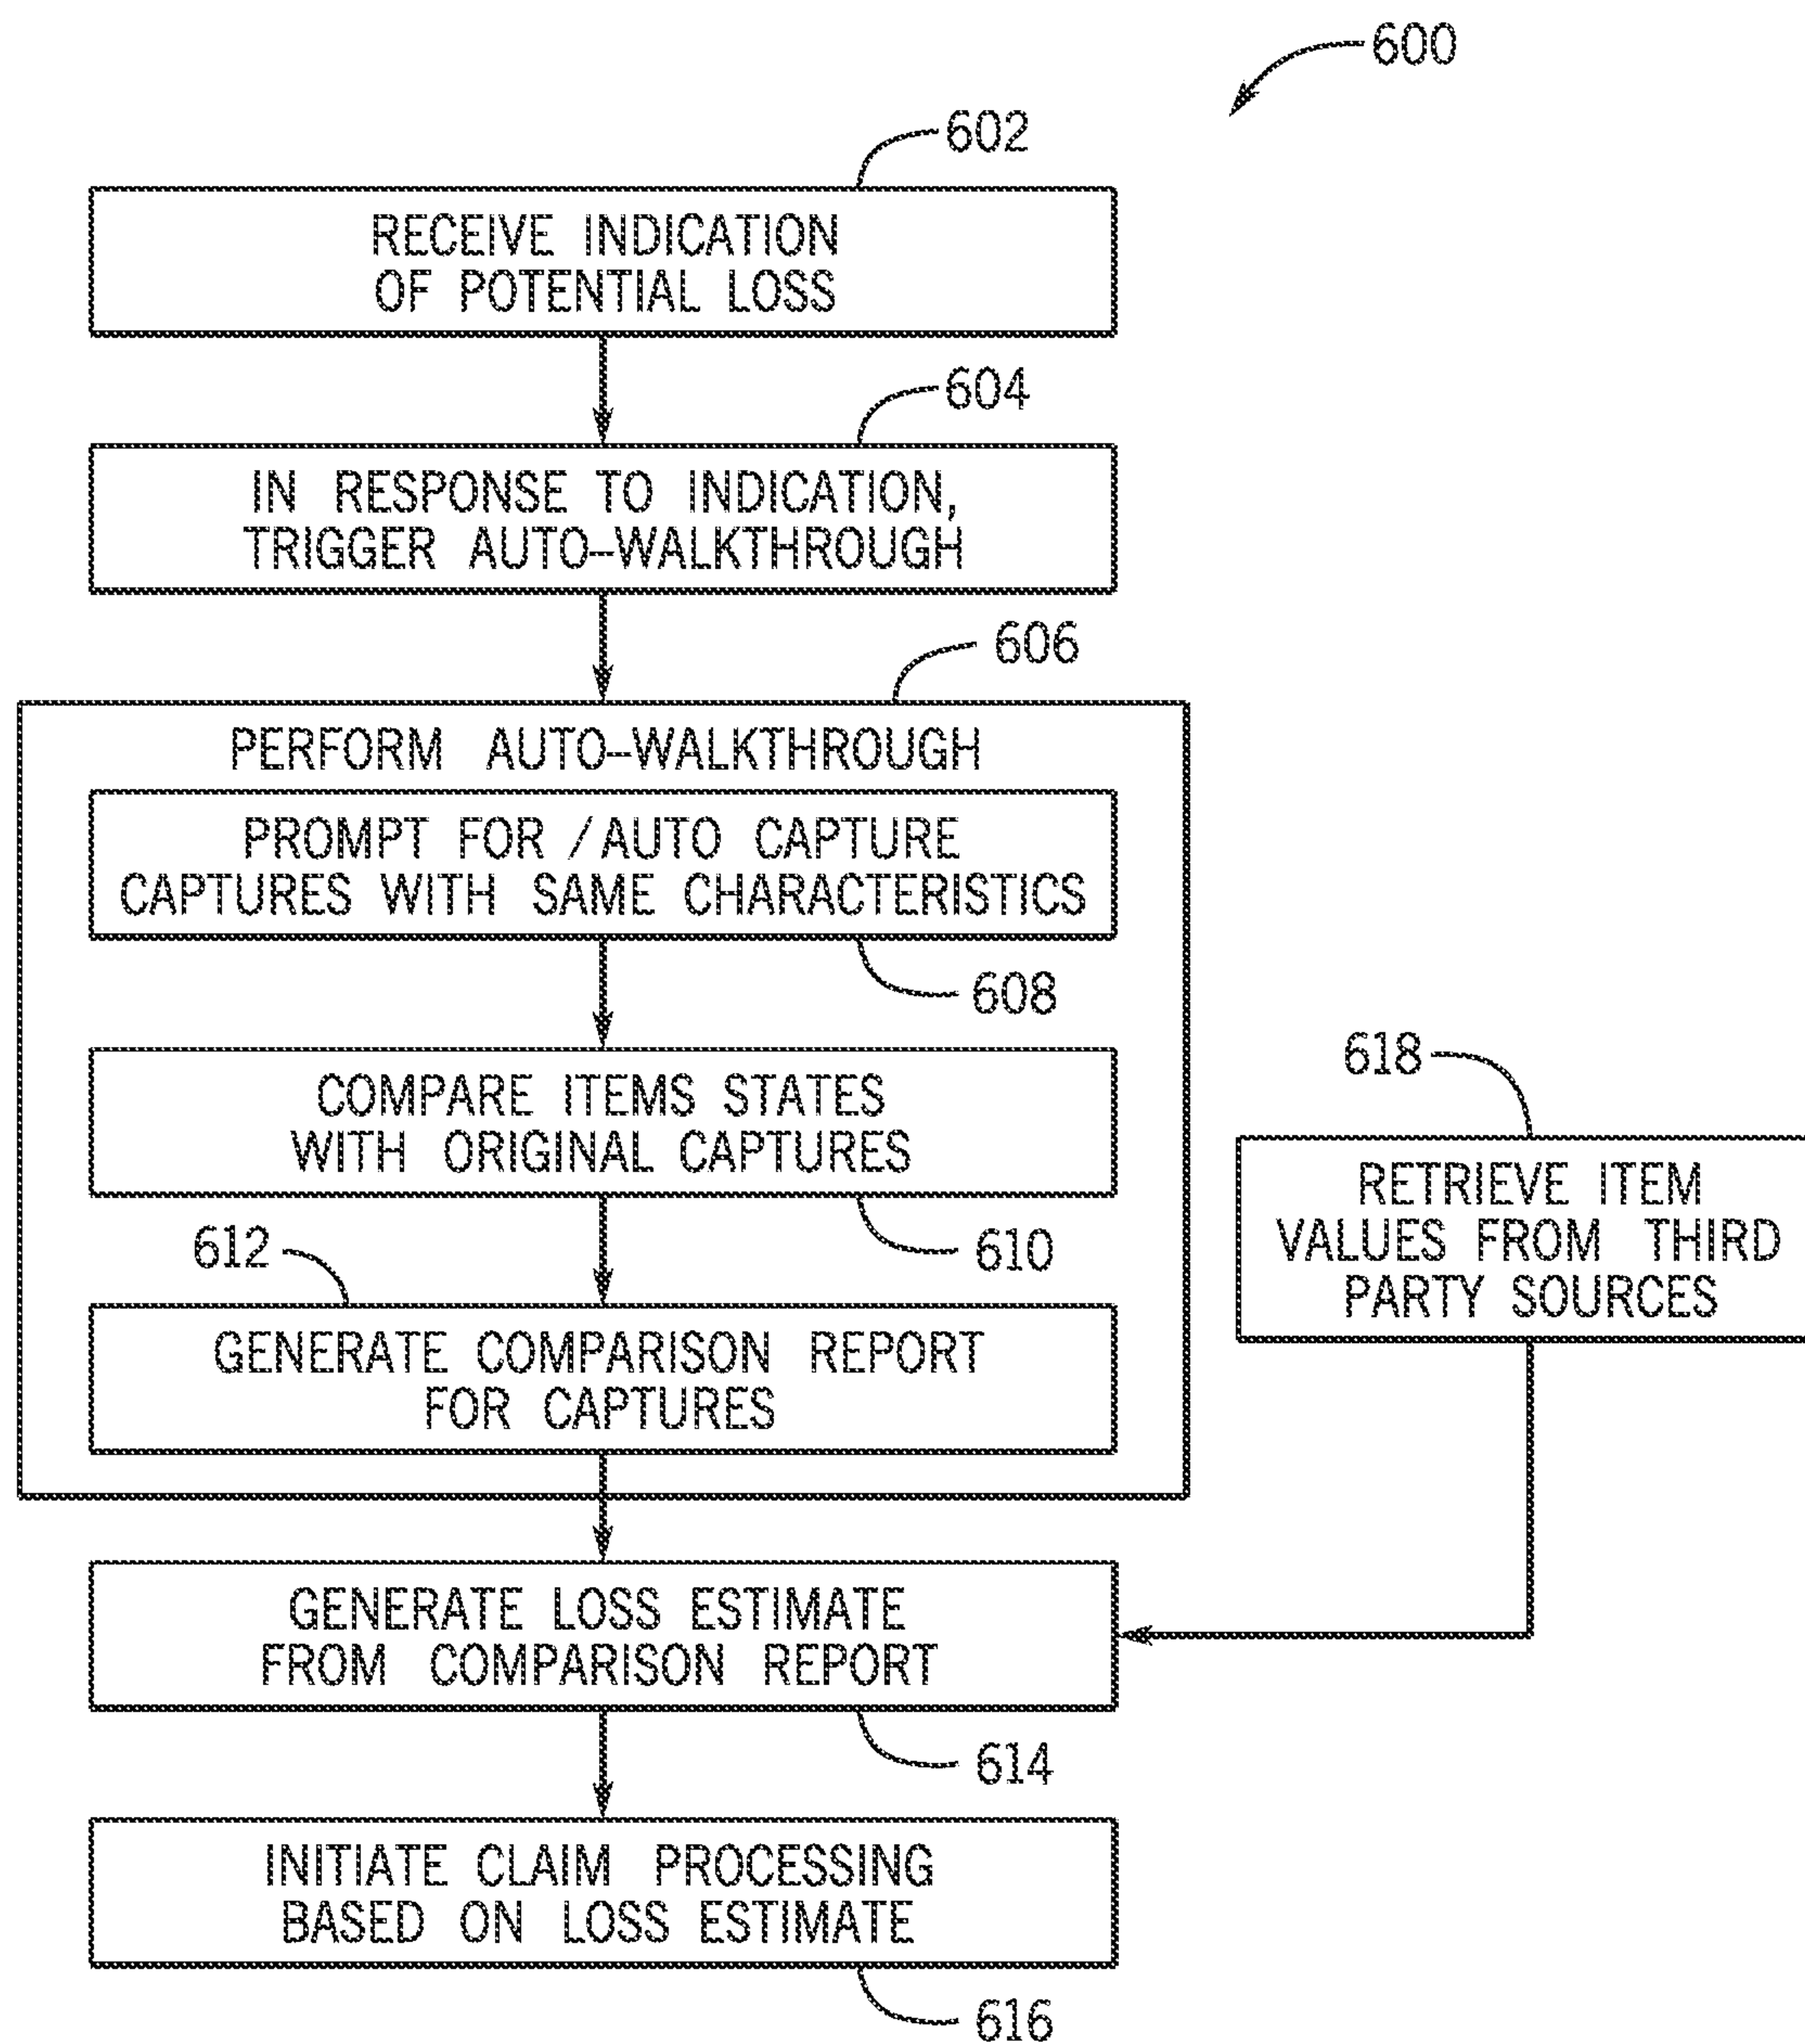 600
602
RECEIVE INDICATION
OF POTENTIAL LOSS
604
IN RESPONSE TO INDICATION,
TRIGGER AUTO-WALKTHROUGH
606
PERFORM AUTO-WALKTHROUGH
PROMPT FOR /AUTO CAPTURE
CAPTURES WITH SAME CHARACTERISTICS
608
COMPARE ITEMS STATES
WITH ORIGINAL CAPTURES
610
612
GENERATE COMPARISON REPORT
FOR CAPTURES
618
RETRIEVE ITEM
VALUES FROM THIRD
PARTY SOURCES
GENERATE LOSS ESTIMATE
FROM COMPARISON REPORT
614
INITIATE CLAIM PROCESSING
BASED ON LOSS ESTIMATE
616